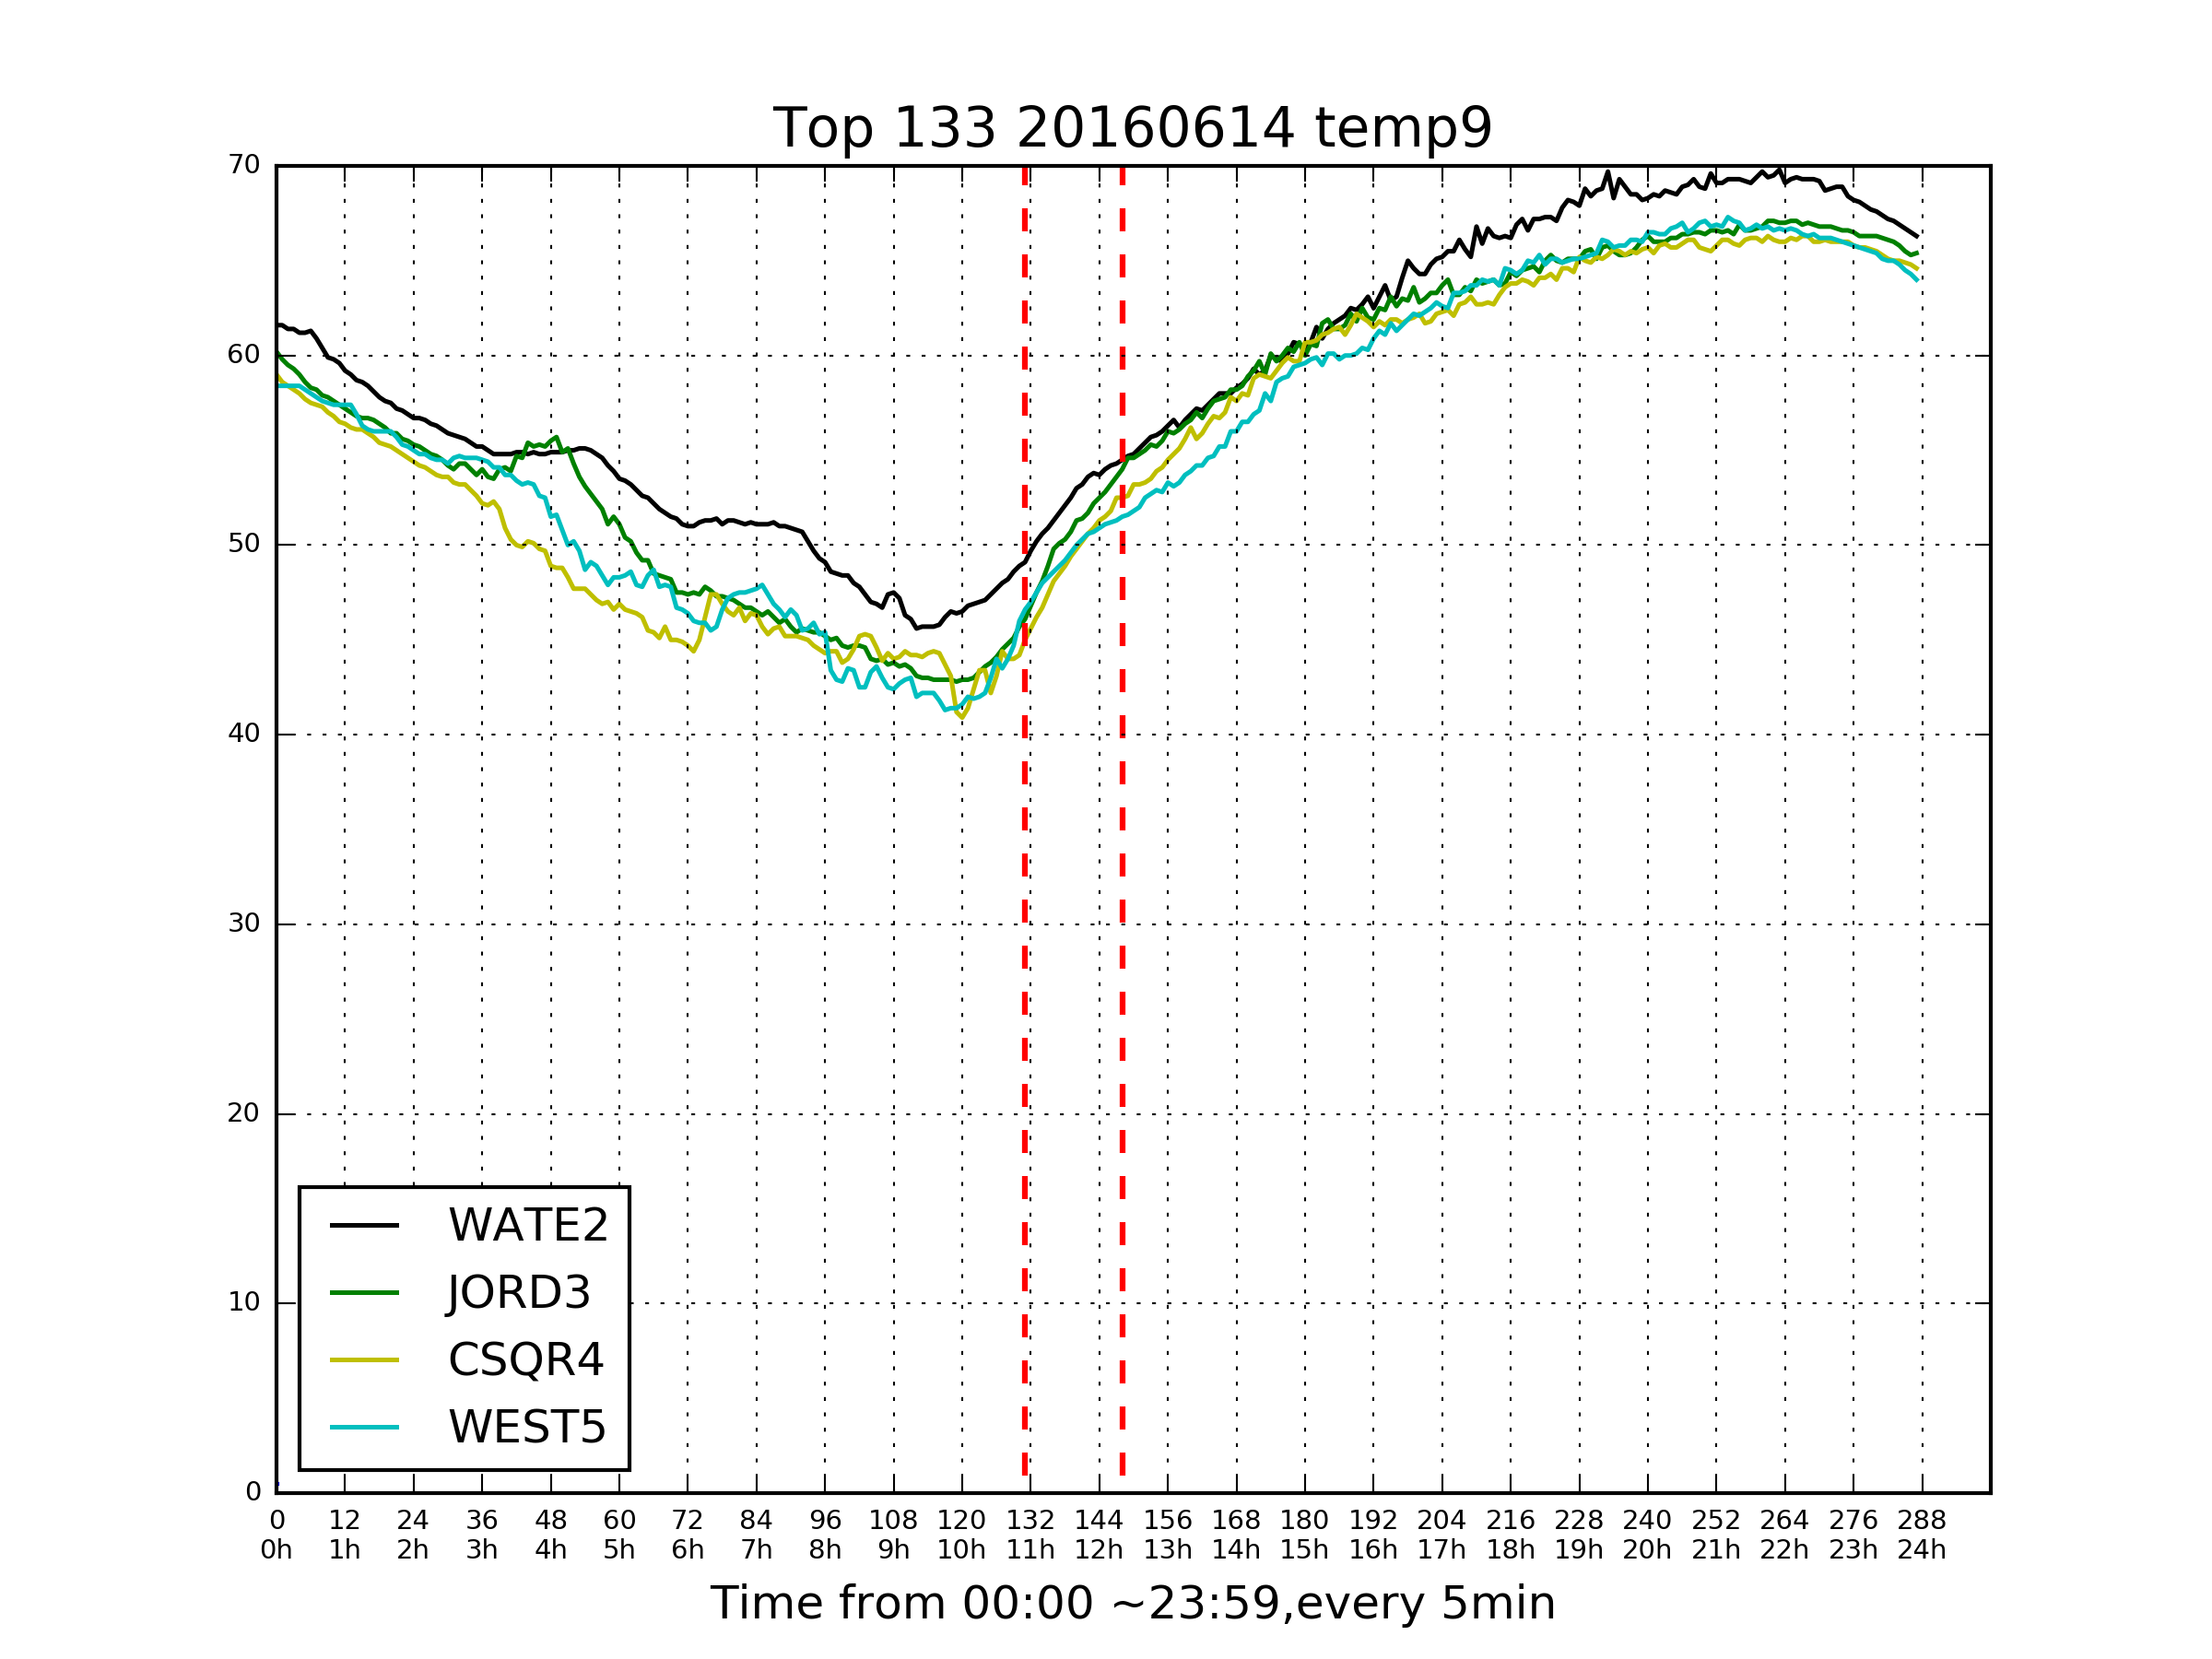 Top 133 20160614 temp9
70
60
50
40
30
20
10
0
WATE2
JORD3
CSQR4
WEST5
0 12 24 36 48 60 72 84 96 108 120 132 144 156 168 180 192 204 216 228 240 252 264 276 288
0h 1h 2h 3h 4h 5h 6h 7h 8h 9h 10h 11h 12h 13h 14h 15h 16h 17h 18h 19h 20h 21h 22h 23h 24h
Time from 00:00 ~23:59,every 5min